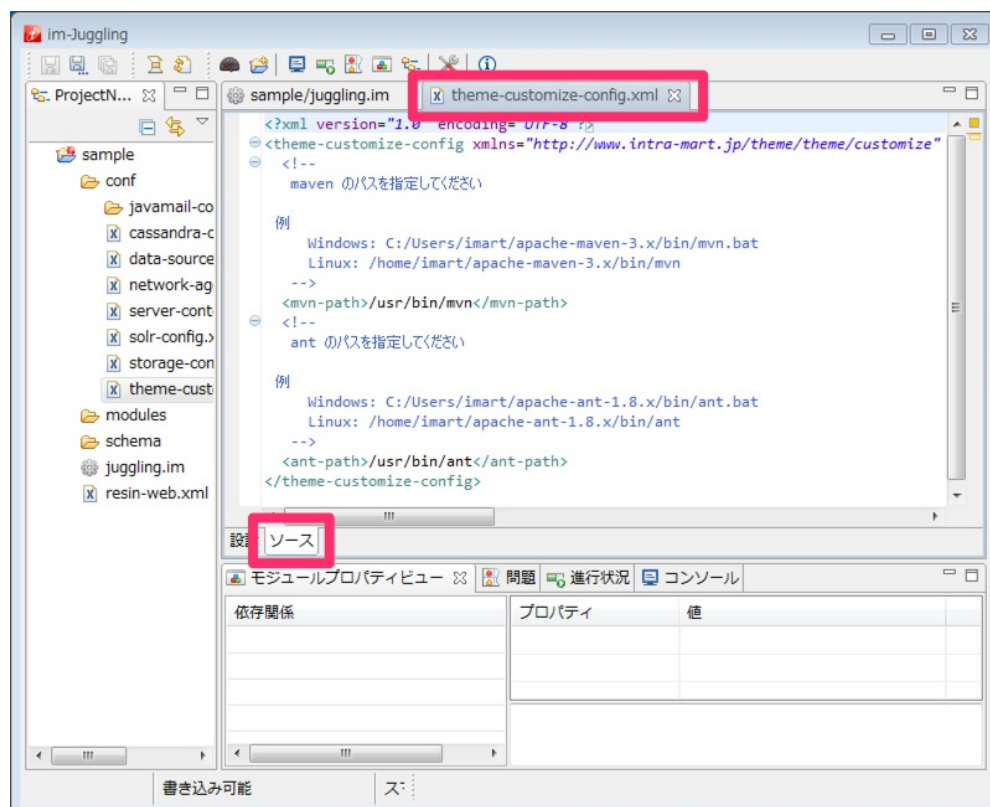 im-Juggling
ProjectN...
sample/juggling.im
theme-customize-config.xml
sample
conf
javamail-co
cassandra-c
data-source
network-ag
server-cont
solr-config.x
storage-con
theme-cust
modules
schema
juggling.im
resin-web.xml
<?xml version="1.0" encoding="UTF-8"?>
<theme-customize-config xmlns="http://www.intra-mart.jp/theme/theme/customize"
<!--
maven のパスを指定してください
例
Windows: C:/Users/imart/apache-maven-3.x/bin/mvn.bat
Linux: /home/imart/apache-maven-3.x/bin/mvn
-->
<mvn-path>/usr/bin/mvn</mvn-path>
<!--
ant のパスを指定してください
例
Windows: C:/Users/imart/apache-ant-1.8.x/bin/ant.bat
Linux: /home/imart/apache-ant-1.8.x/bin/ant
-->
<ant-path>/usr/bin/ant</ant-path>
</theme-customize-config>
ソース
モジュールプロパティビュー 問題 進行状況 コンソール
依存関係
プロパティ 値
書き込み可能